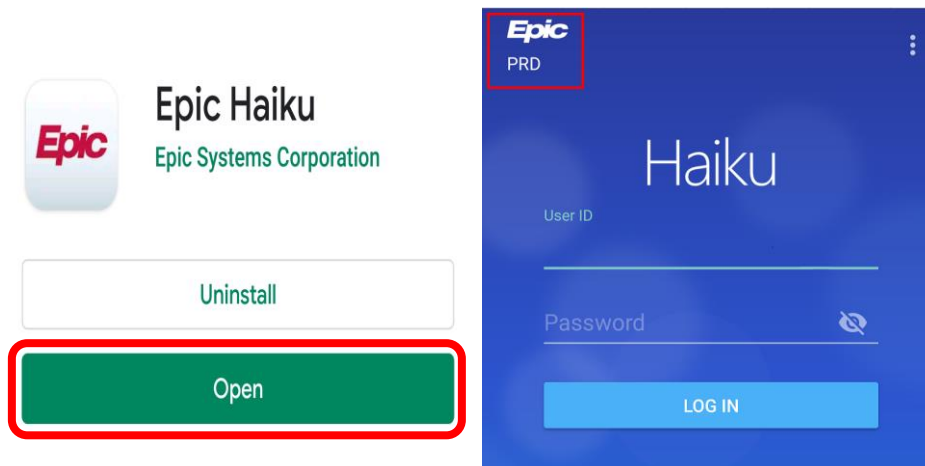 Epic
Epic Haiku
Epic Systems Corporation
Uninstall
Open
Epic
PRD
Haiku
User ID
Password
LOG IN